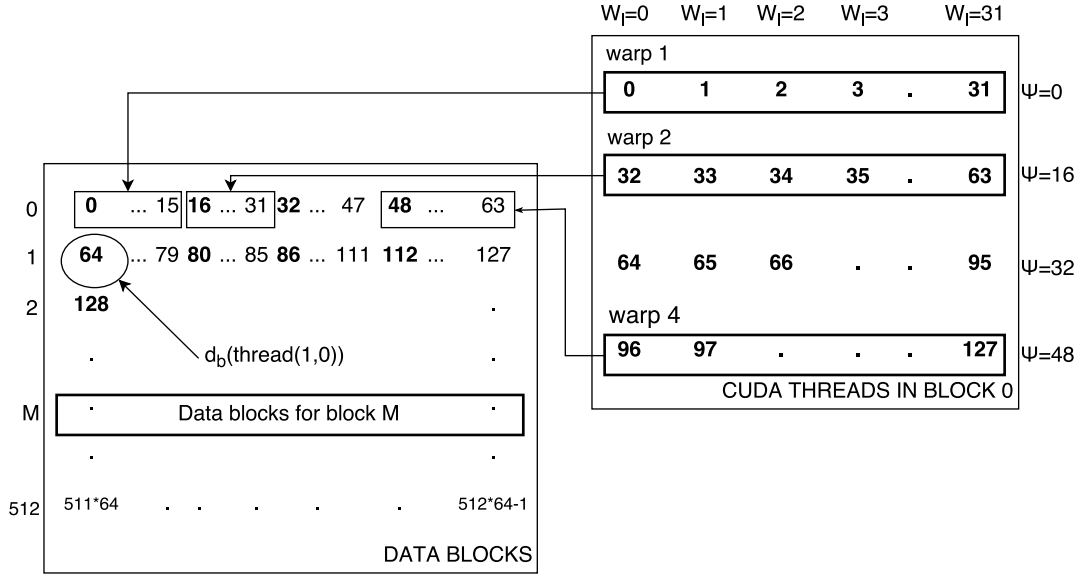 W_l=0 W_l=1 W_l=2 W_l=3 W_l=31
warp 1
0 1 2 3 . 31 Ψ=0
warp 2
32 33 34 35 . 63 Ψ=16
64 65 66 . . 95 Ψ=32
warp 4
96 97 . . . 127 Ψ=48
CUDA THREADS IN BLOCK 0
0 0 ... 15 16 ... 31 32 ... 47 48 ... 63
1 64 ... 79 80 ... 85 86 ... 111 112 ... 127
2 128 .
. .
d_b(thread(1,0))
M . Data blocks for block M .
. .
512 511*64 . . . . . 512*64-1
DATA BLOCKS